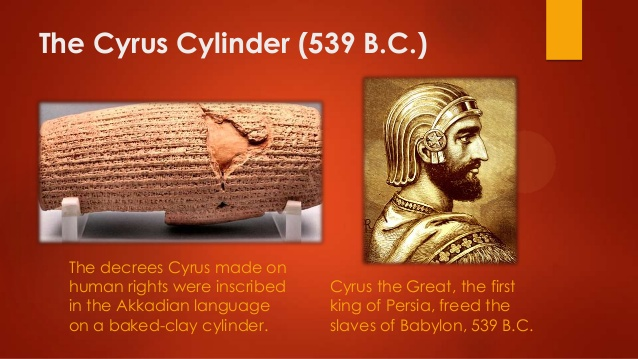 The Cyrus Cylinder (539 B.C.)
The decrees Cyrus made on
human rights were inscribed
in the Akkadian language
on a baked-clay cylinder.
Cyrus the Great, the first
king of Persia, freed the
slaves of Babylon, 539 B.C.